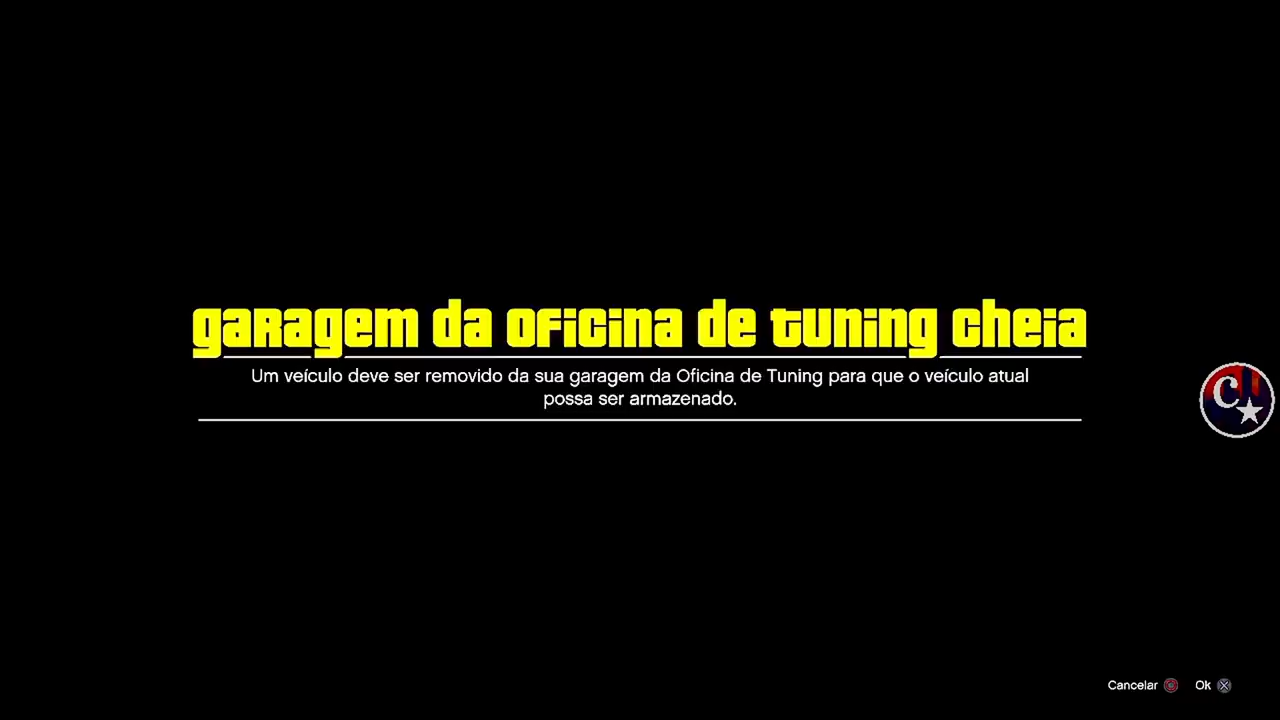 garagem da oficina de tuning cheia
Um veículo deve ser removido da sua garagem da Oficina de Tuning para que o veículo atual
possa ser armazenado.
C
Cancelar Ok